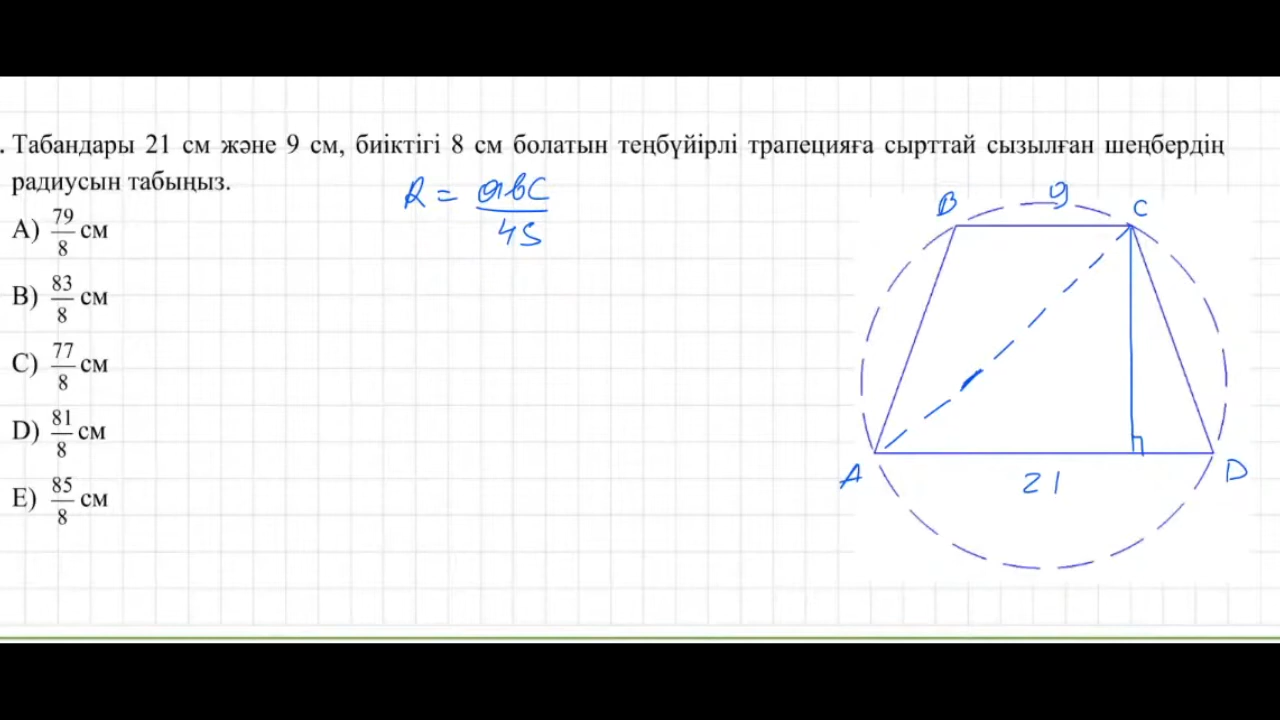 . Табандары 21 см және 9 см, биіктігі 8 см болатын теңбүйірлі трапецияға сырттай сызылған шеңбердің
радиусын табыңыз.
R = abc/4S
A) 79/8 см
B) 83/8 см
C) 77/8 см
D) 81/8 см
E) 85/8 см
B 9 C
A 21 D